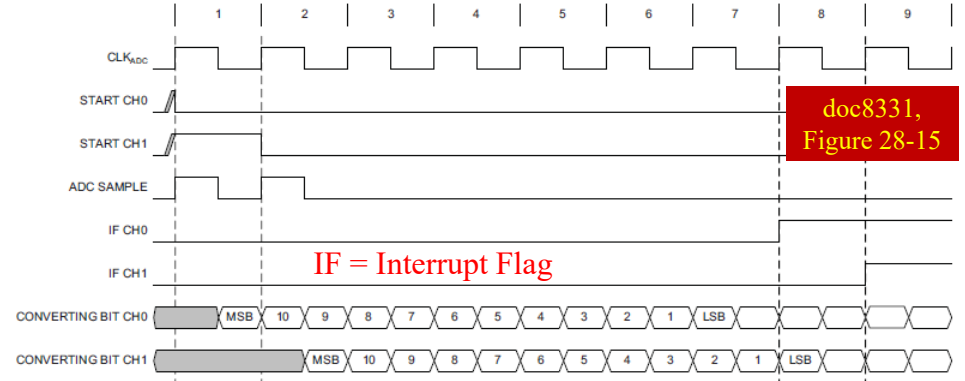 1 2 3 4 5 6 7 8 9
CLKADC
START CH0
doc8331,
Figure 28-15
START CH1
ADC SAMPLE
IF CH0
IF = Interrupt Flag
IF CH1
CONVERTING BIT CH0 MSB 10 9 8 7 6 5 4 3 2 1 LSB
CONVERTING BIT CH1 MSB 10 9 8 7 6 5 4 3 2 1 LSB